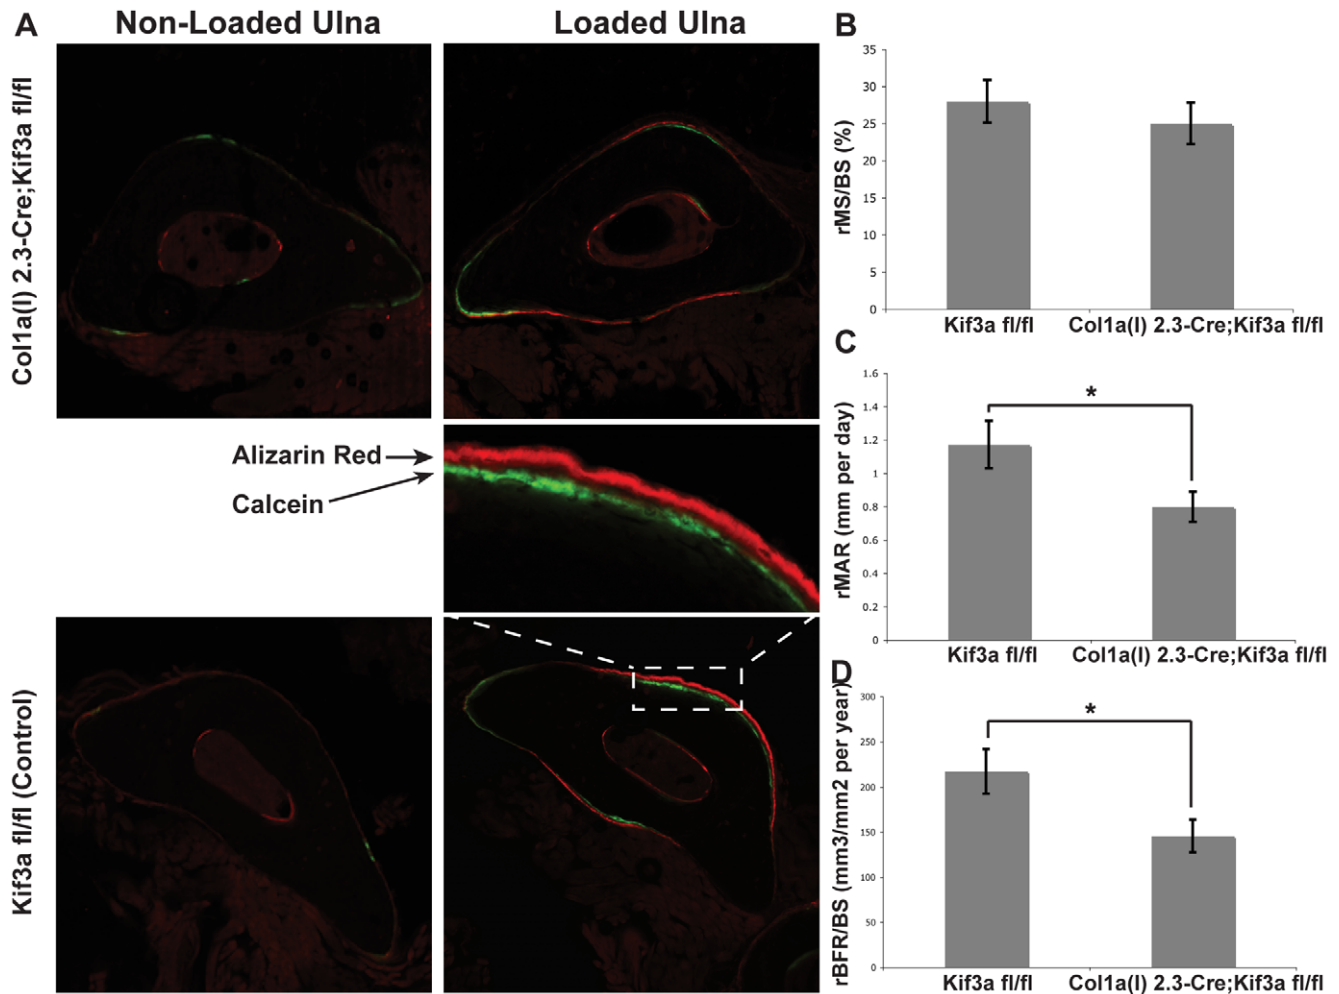 A
Non-Loaded Ulna
Loaded Ulna
Col1a(I) 2.3-Cre;Kif3a fl/fl
Alizarin Red
Calcein
Kif3a fl/fl (Control)
B
rMS/BS (%)
35
30
25
20
15
10
5
0
Kif3a fl/fl
Col1a(I) 2.3-Cre;Kif3a fl/fl
C
rMAR (mm per day)
1.6
1.4
1.2
1
0.8
0.6
0.4
0.2
0
*
Kif3a fl/fl
Col1a(I) 2.3-Cre;Kif3a fl/fl
D
rBFR/BS (mm3/mm2 per year)
300
250
200
150
100
50
0
*
Kif3a fl/fl
Col1a(I) 2.3-Cre;Kif3a fl/fl